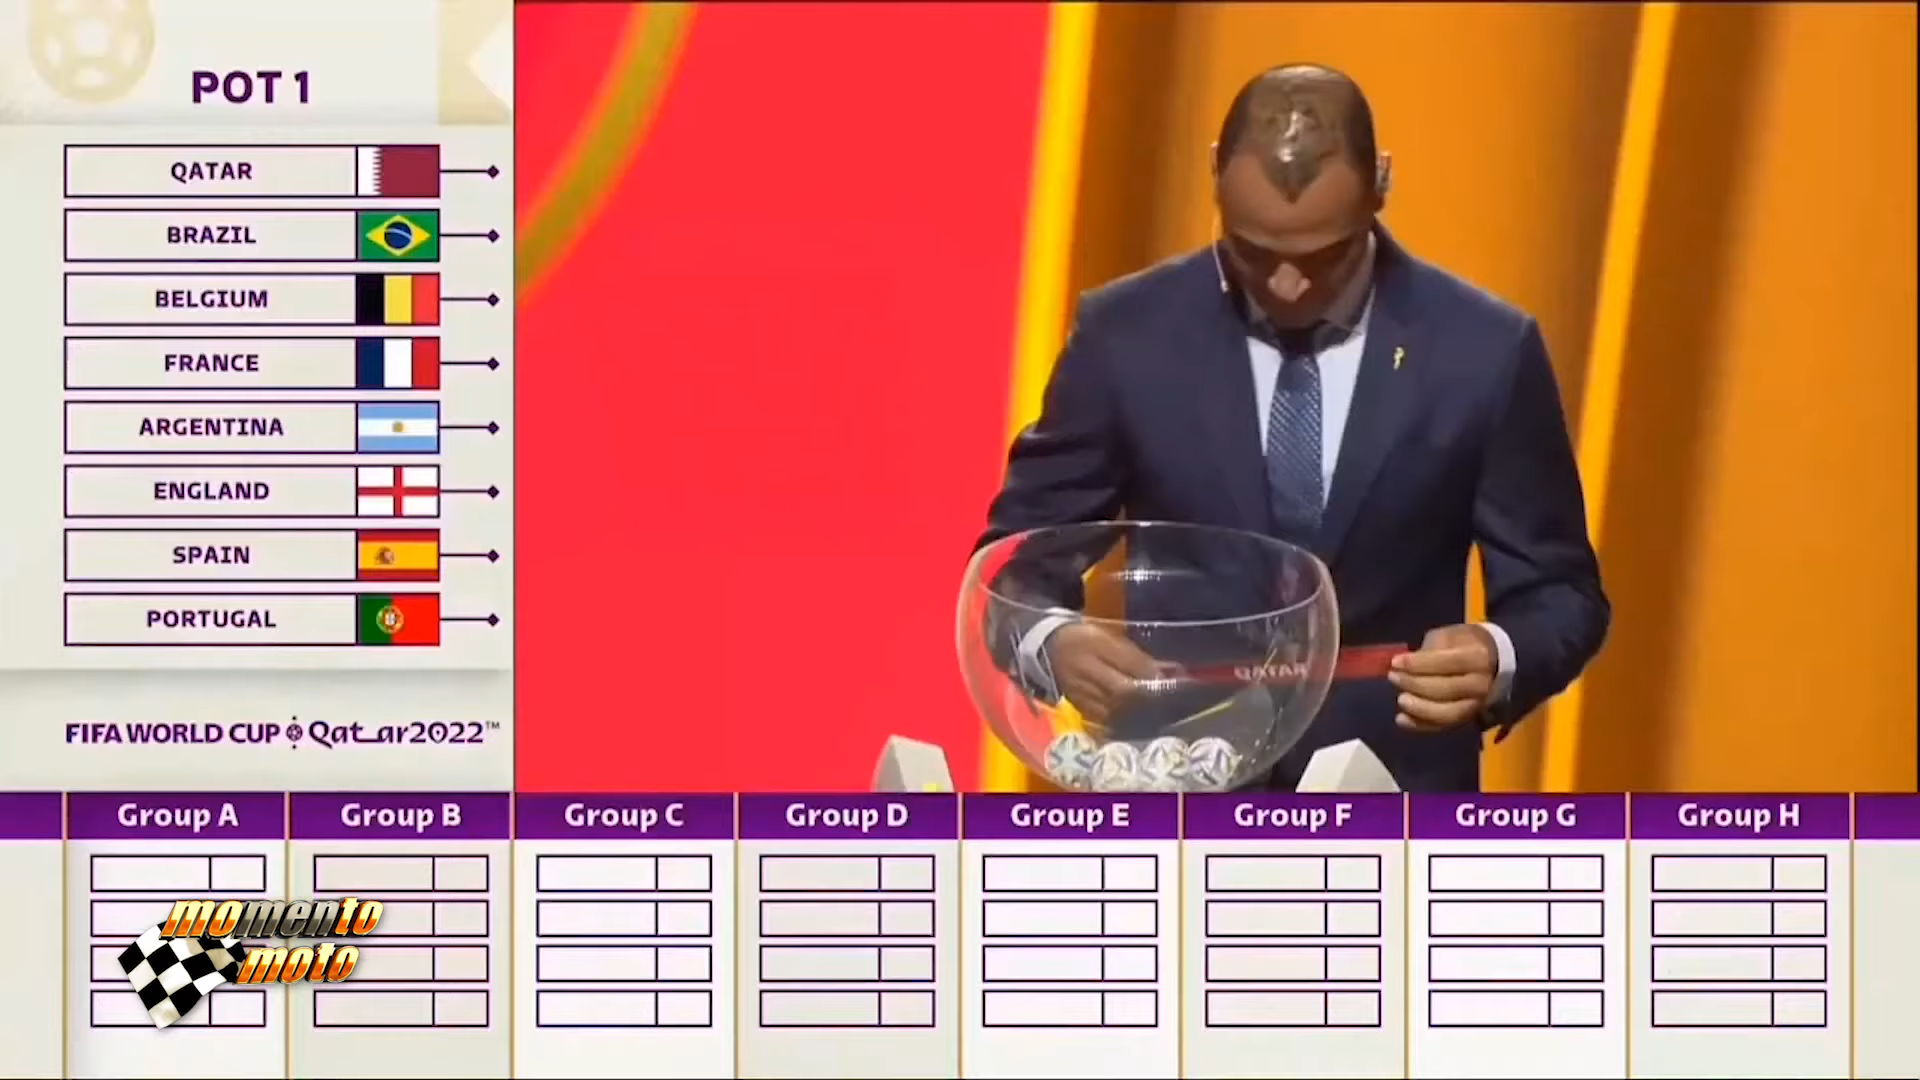 POT 1
QATAR
BRAZIL
BELGIUM
FRANCE
ARGENTINA
ENGLAND
SPAIN
PORTUGAL
FIFA WORLD CUP Qatar2022™
QATAR
Group A
Group B
Group C
Group D
Group E
Group F
Group G
Group H
momento
moto